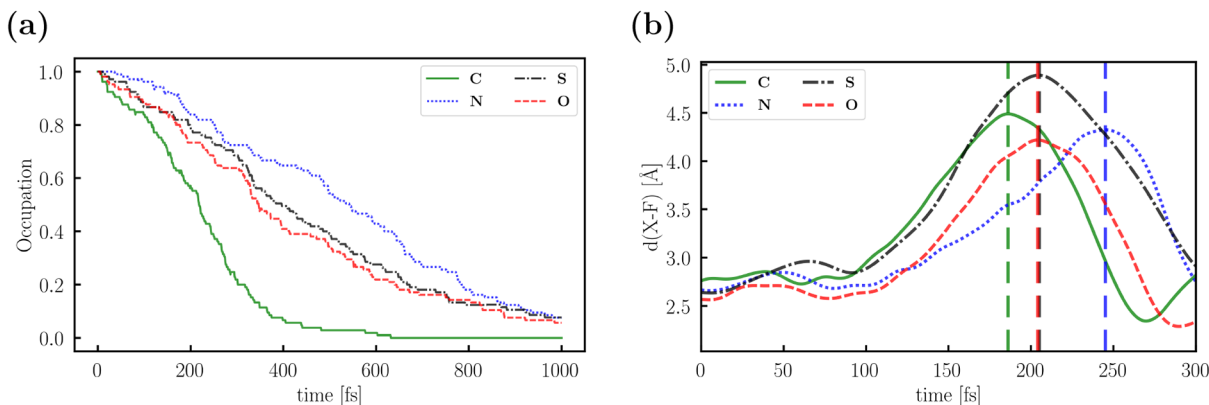 (a)
1.0
0.8
0.6
0.4
0.2
0.0
Occupation
C
N
S
O
0
200
400
600
800
1000
time [fs]
(b)
5.0
4.5
4.0
3.5
3.0
2.5
d(X-F) [Å]
C
N
S
O
0
50
100
150
200
250
300
time [fs]